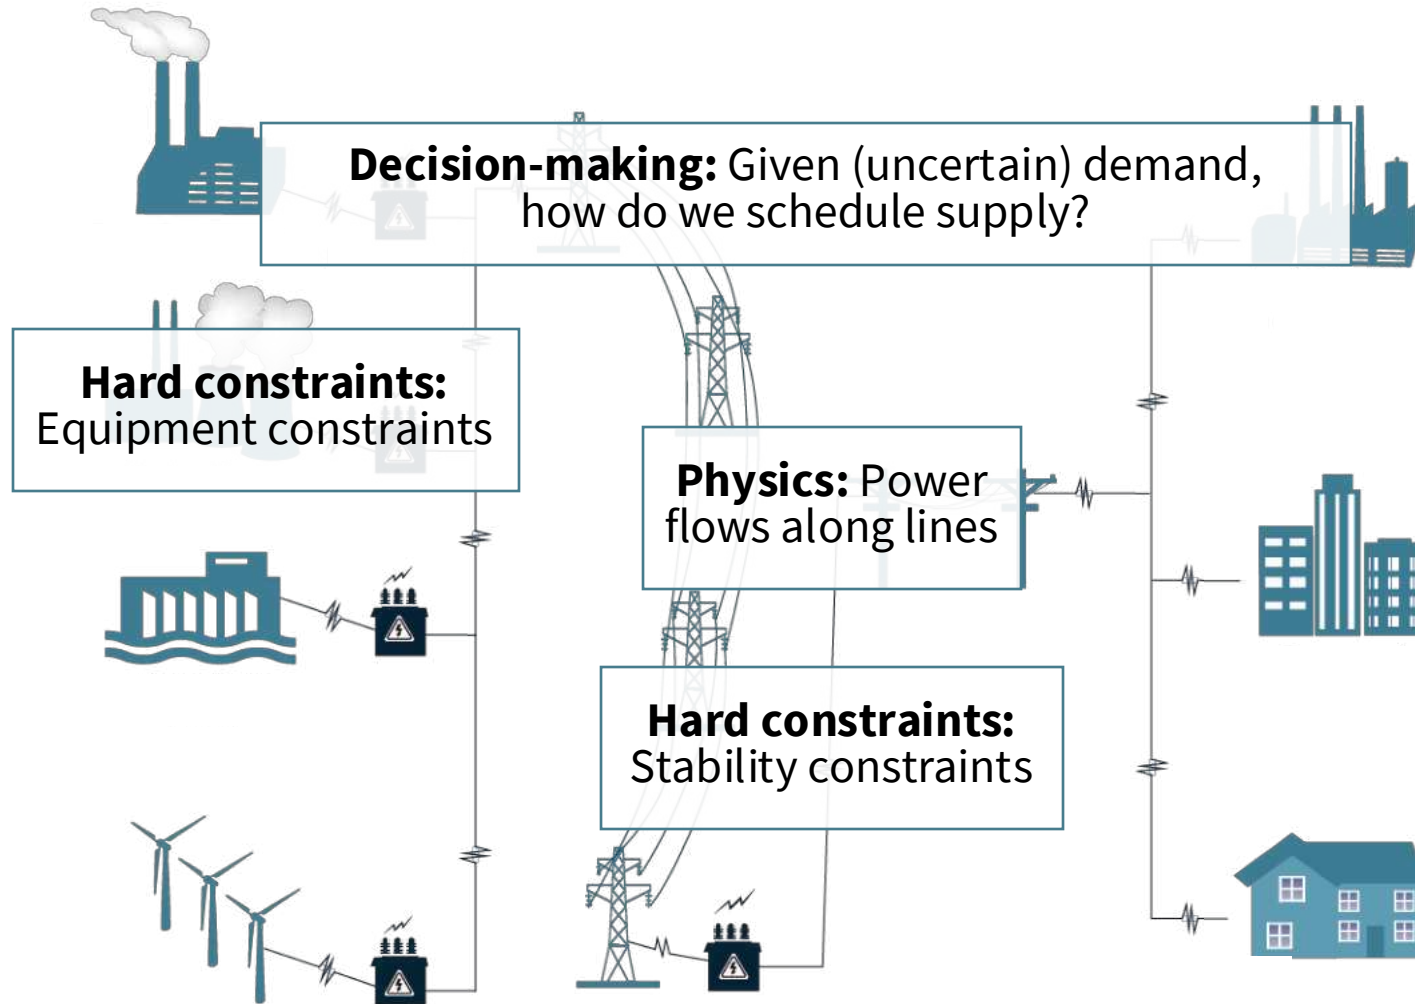 Decision-making: Given (uncertain) demand,
how do we schedule supply?
Hard constraints:
Equipment constraints
Physics: Power
flows along lines
Hard constraints:
Stability constraints